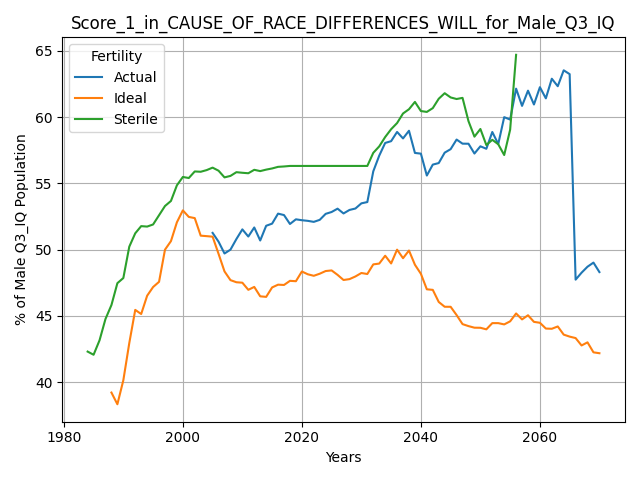 Score_1_in_CAUSE_OF_RACE_DIFFERENCES_WILL_for_Male_Q3_IQ
Fertility
Actual
Ideal
Sterile
% of Male Q3_IQ Population
65
60
55
50
45
40
1980
2000
2020
2040
2060
Years